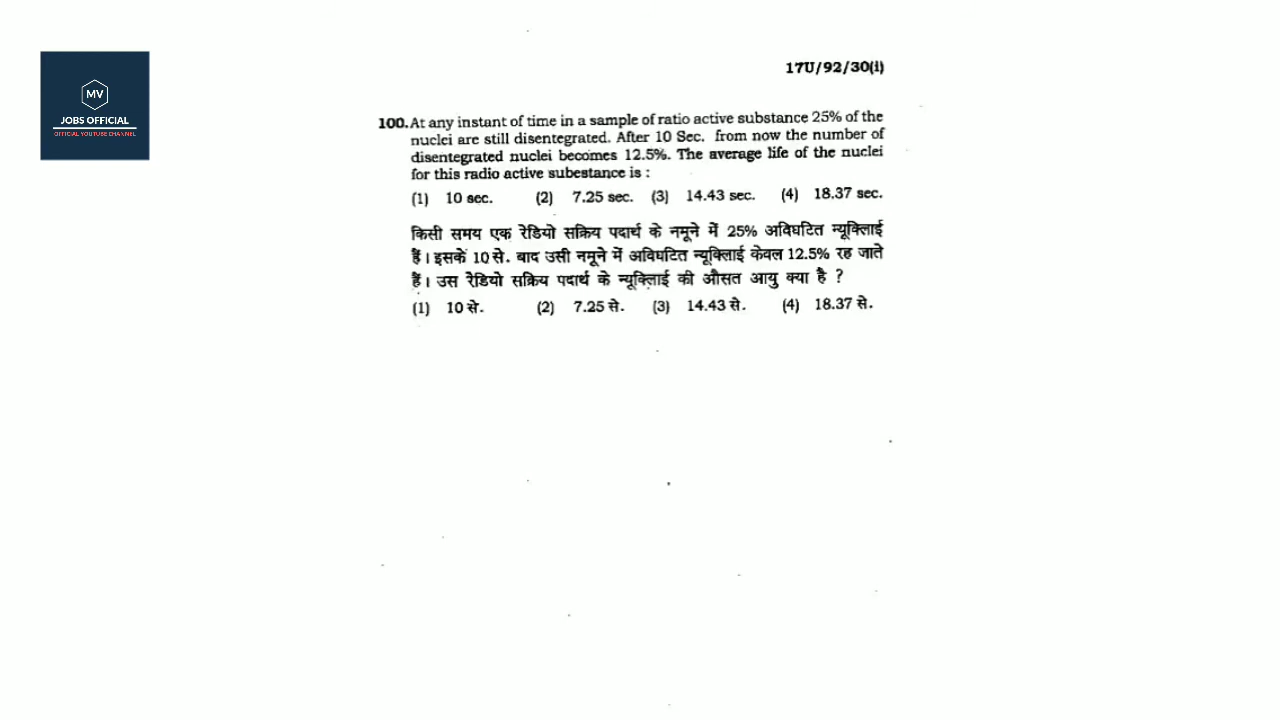 MV
JOBS OFFICIAL
OFFICIAL YOUTUBE CHANNEL
17U/92/30(i)
100. At any instant of time in a sample of ratio active substance 25% of the
nuclei are still disentegrated. After 10 Sec. from now the number of
disentegrated nuclei becomes 12.5%. The average life of the nuclei
for this radio active subestance is :
(1) 10 sec. (2) 7.25 sec. (3) 14.43 sec. (4) 18.37 sec.
किसी समय एक रेडियो सक्रिय पदार्थ के नमूने में 25% अविघटित न्यूक्लिाई
हैं। इसके 10 से. बाद उसी नमूने में अविघटित न्यूक्लिाई केवल 12.5% रह जाते
हैं। उस रेडियो सक्रिय पदार्थ के न्यूक्लिाई की औसत आयु क्या है ?
(1) 10 से. (2) 7.25 से. (3) 14.43 से. (4) 18.37 से.